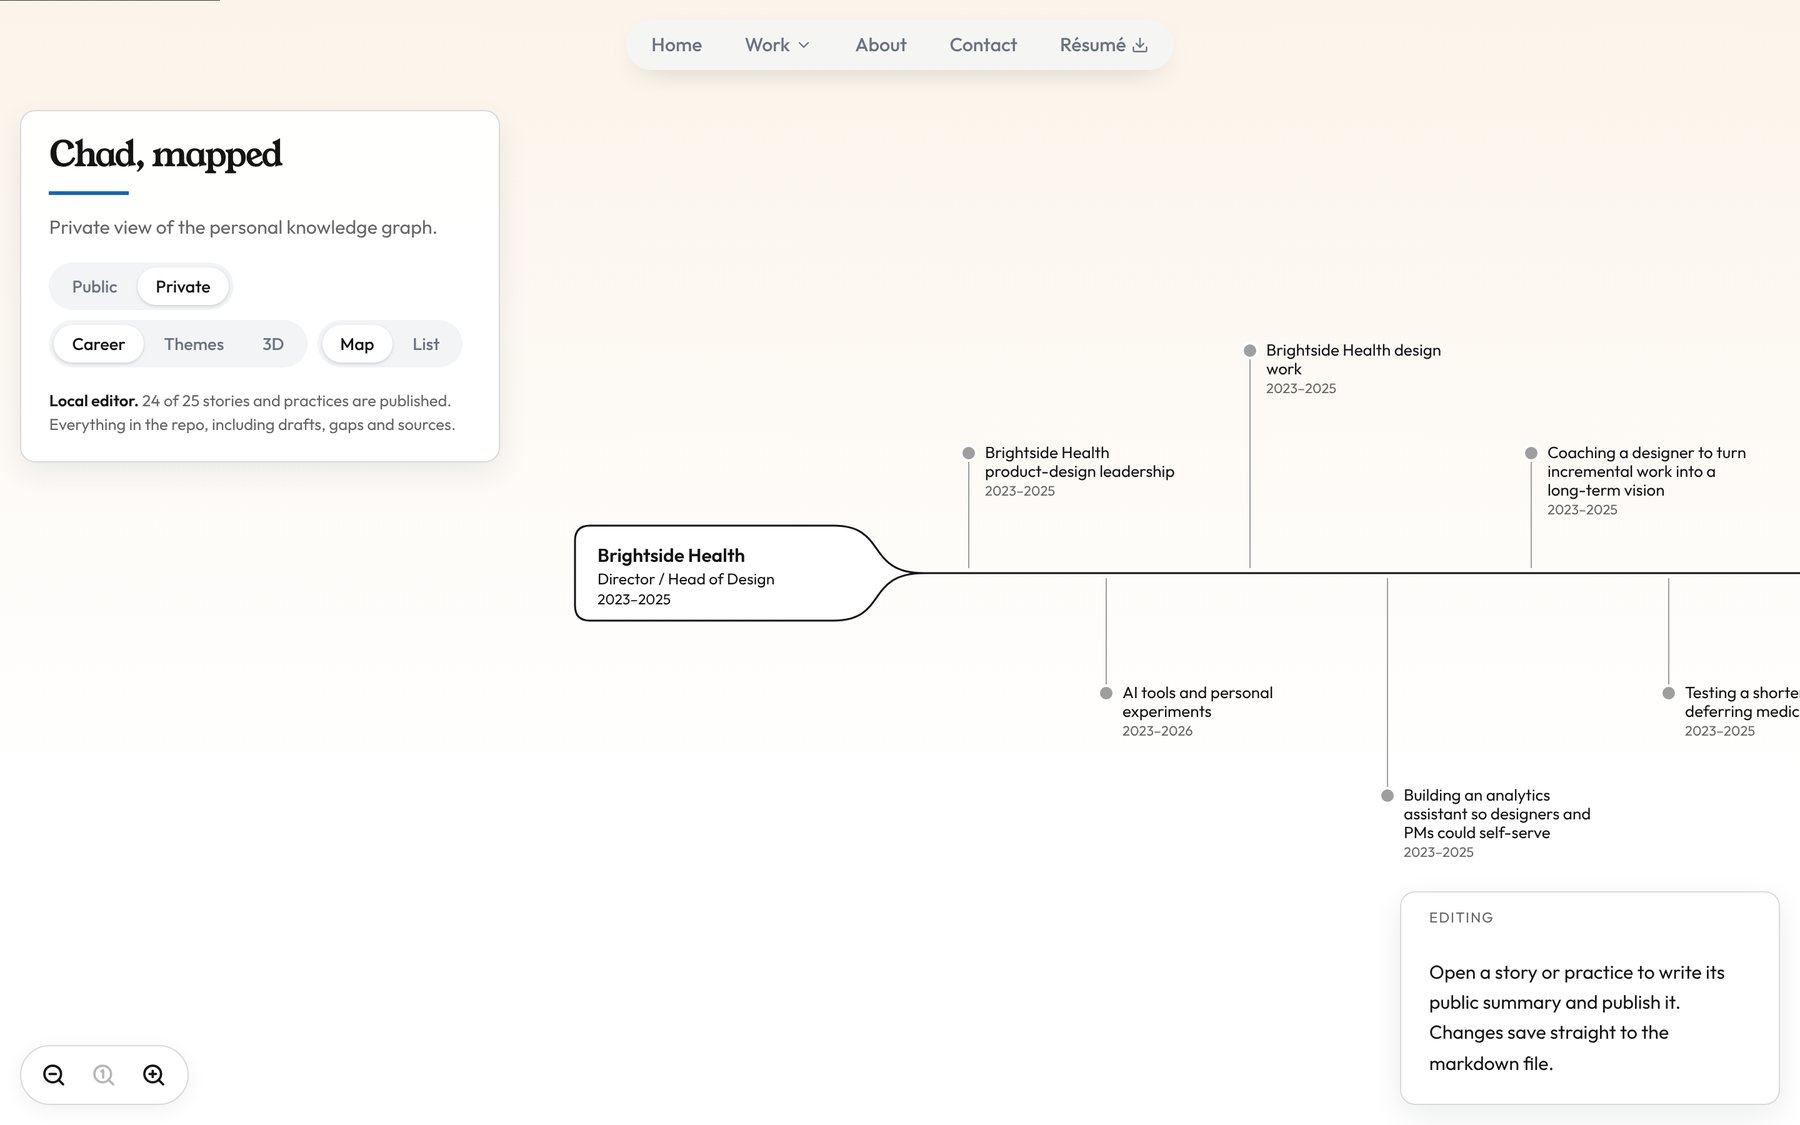 Home
Work
About
Contact
Résumé
Chad, mapped
Private view of the personal knowledge graph.
Public
Private
Career
Themes
3D
Map
List
Local editor. 24 of 25 stories and practices are published.
Everything in the repo, including drafts, gaps and sources.
Brightside Health design
work
2023–2025
Brightside Health
product-design leadership
2023–2025
Coaching a designer to turn
incremental work into a
long-term vision
2023–2025
Brightside Health
Director / Head of Design
2023–2025
AI tools and personal
experiments
2023–2026
Testing a
deferring
2023–2025
Building an analytics
assistant so designers and
PMs could self-serve
2023–2025
EDITING
Open a story or practice to write its
public summary and publish it.
Changes save straight to the
markdown file.
1